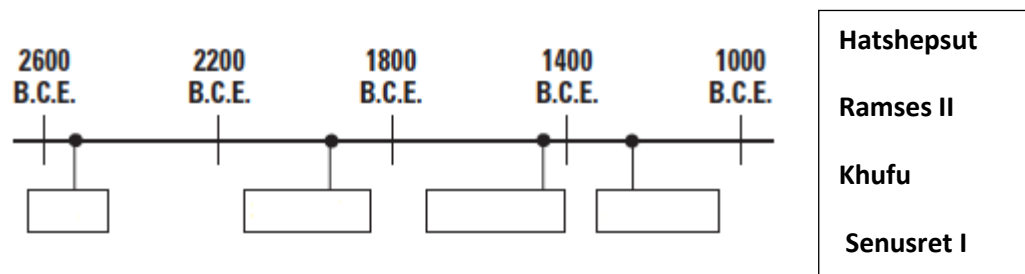 2600 2200 1800 1400 1000
B.C.E. B.C.E. B.C.E. B.C.E. B.C.E.
Hatshepsut
Ramses II
Khufu
Senusret I